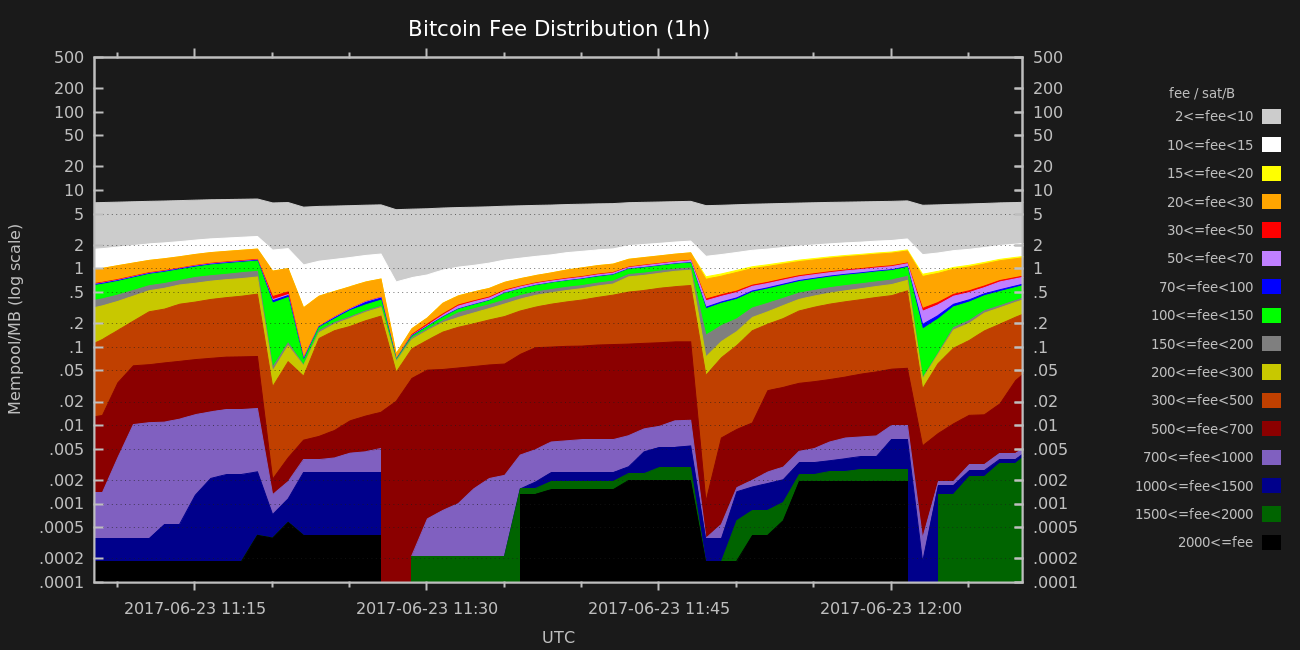 Bitcoin Fee Distribution (1h)
500
200
100
50
20
10
5
2
1
.5
.2
.1
.05
.02
.01
.005
.002
.001
.0005
.0002
.0001
Mempool/MB (log scale)
500
200
100
50
20
10
5
2
1
.5
.2
.1
.05
.02
.01
.005
.002
.001
.0005
.0002
.0001
2017-06-23 11:15
2017-06-23 11:30
2017-06-23 11:45
2017-06-23 12:00
UTC
fee / sat/B
2<=fee<10
10<=fee<15
15<=fee<20
20<=fee<30
30<=fee<50
50<=fee<70
70<=fee<100
100<=fee<150
150<=fee<200
200<=fee<300
300<=fee<500
500<=fee<700
700<=fee<1000
1000<=fee<1500
1500<=fee<2000
2000<=fee